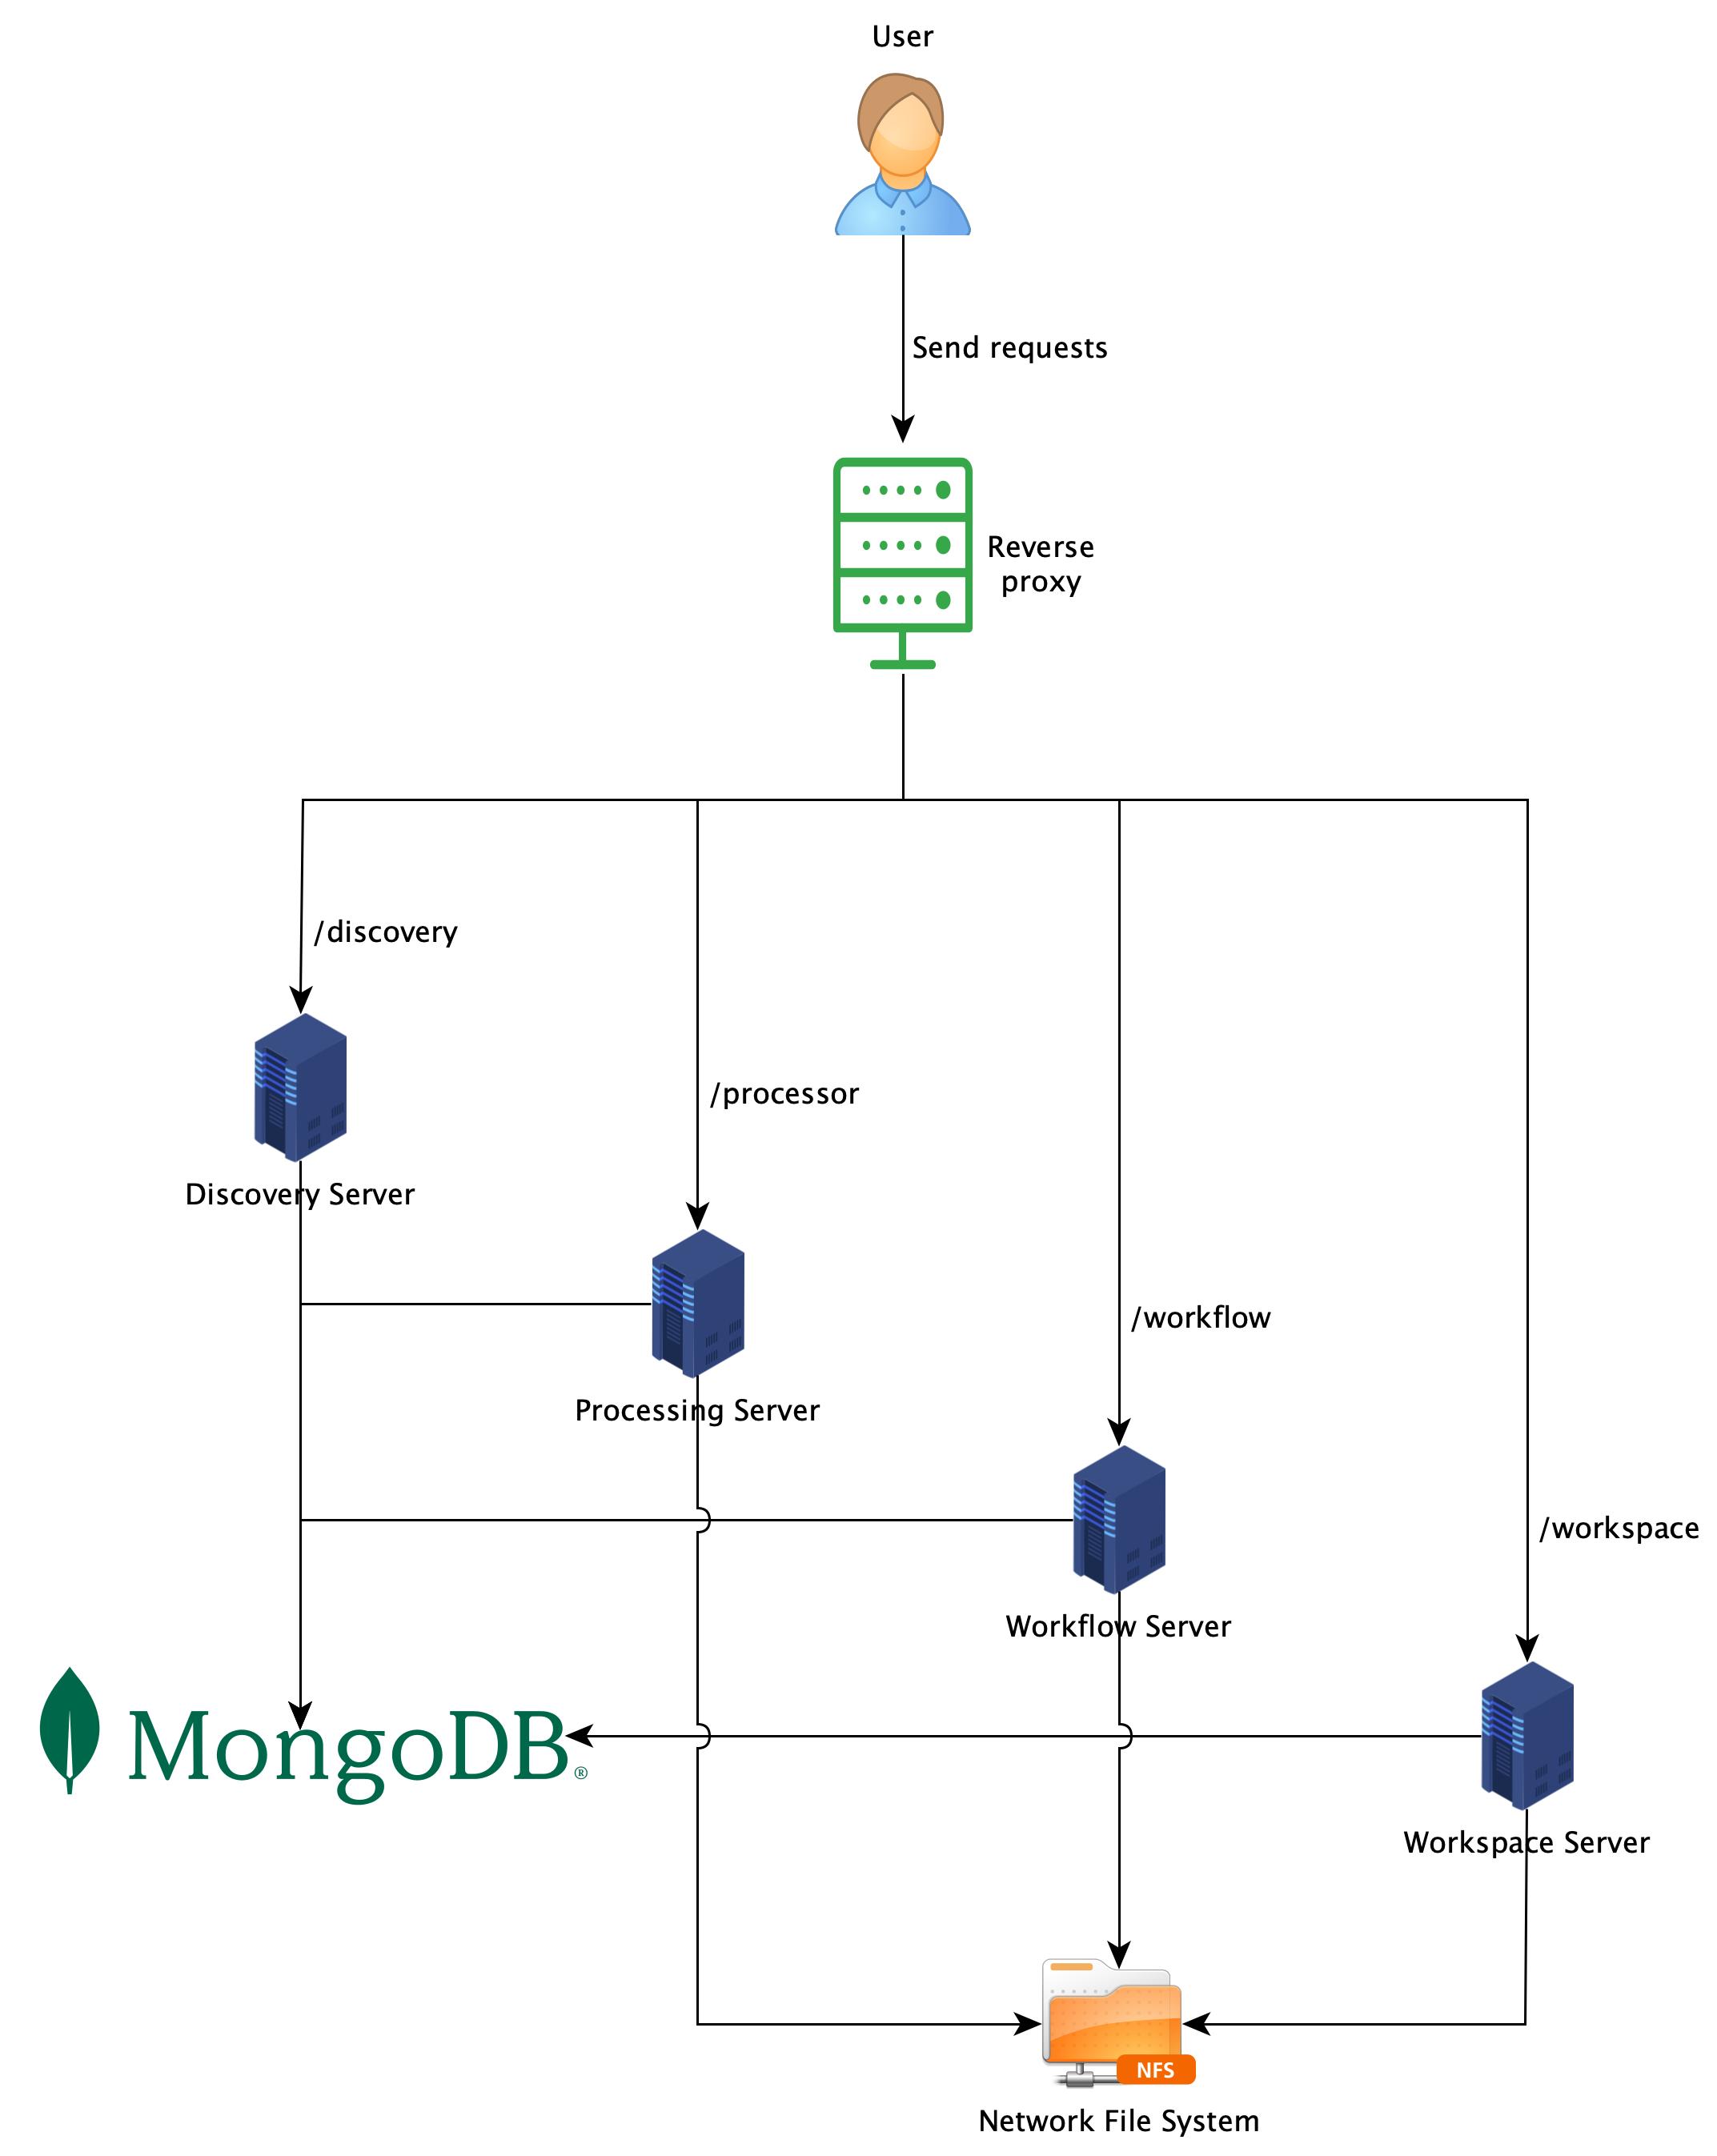 User
Send requests
Reverse
proxy
/discovery
/processor
Discovery Server
/workflow
Processing Server
/workspace
Workflow Server
MongoDB®
Workspace Server
NFS
Network File System